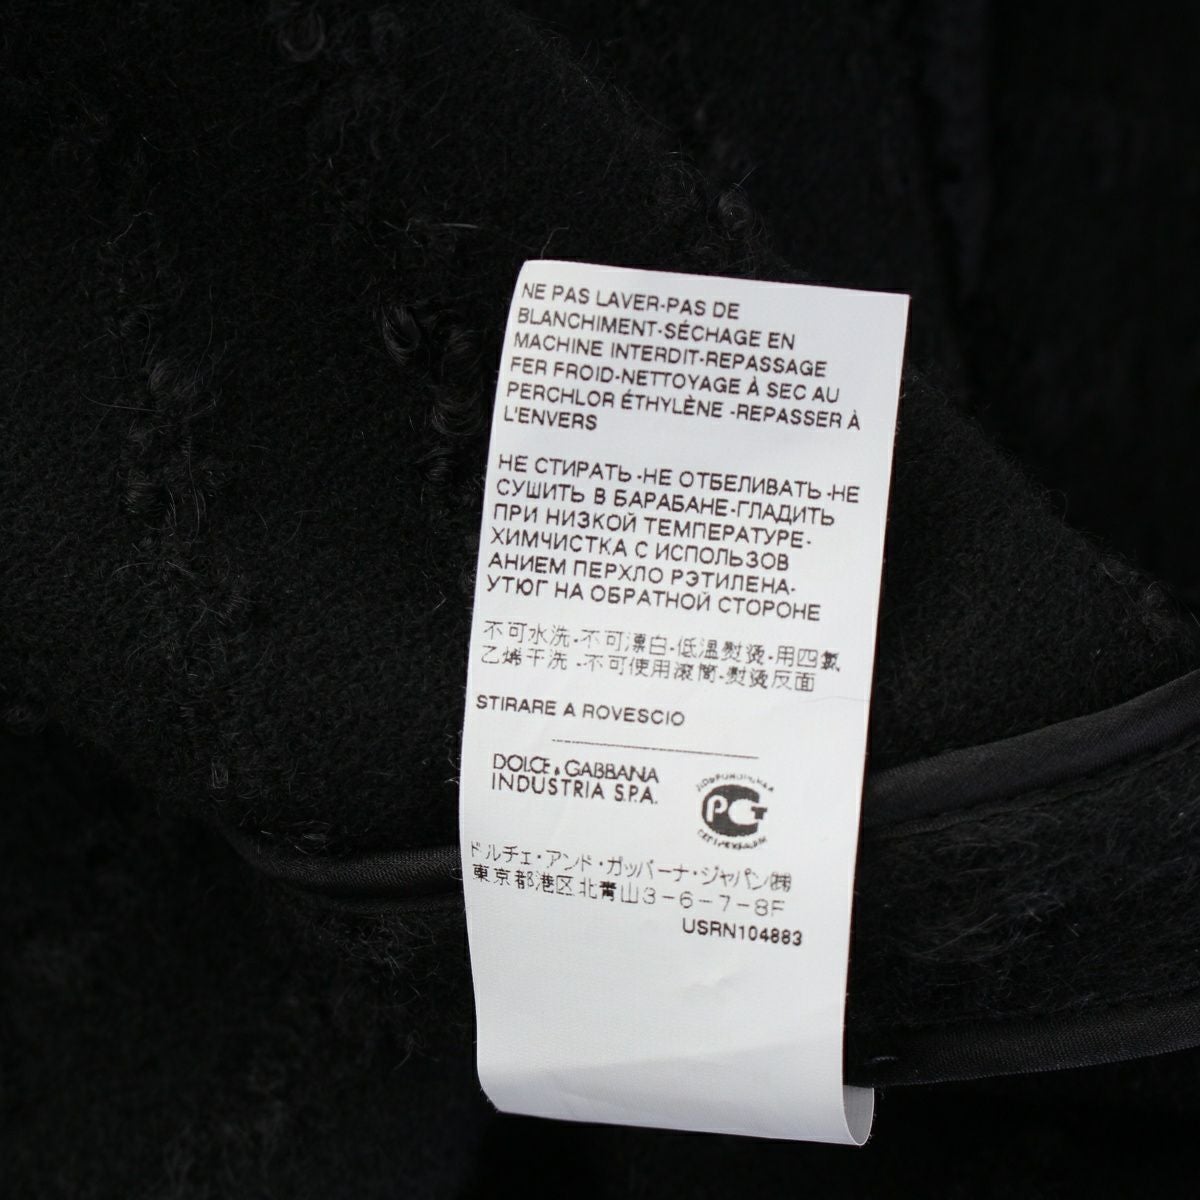 NE PAS LAVER-PAS DE
BLANCHIMENT-SÉCHAGE EN
MACHINE INTERDIT-REPASSAGE
FER FROID-NETTOYAGE À SEC AU
PERCHLOR ÉTHYLÈNE -REPASSER À
L'ENVERS
НЕ СТИРАТЬ -НЕ ОТБЕЛИВАТЬ -НЕ
СУШИТЬ В БАРАБАНЕ-ГЛАДИТЬ
ПРИ НИЗКОЙ ТЕМПЕРАТУРЕ-
ХИМЧИСТКА С ИСПОЛЬЗОВ
АНИЕМ ПЕРХЛО РЭТИЛЕНА-
УТЮГ НА ОБРАТНОЙ СТОРОНЕ
不可水洗-不可漂白-低溫熨燙-用四氯
乙烯干洗 -不可使用滚筒-熨燙反面
STIRARE A ROVESCIO
DOLCE & GABBANA
INDUSTRIA S.P.A.
РСТ
ドルチェ・アンド・ガッバーナ・ジャパン㈱
東京都港区北青山3-6-7-8F
USRN104883